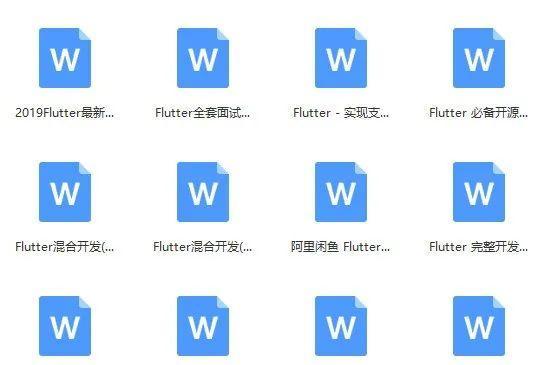 W W W W
2019Flutter最新... Flutter全套面试... Flutter - 实现支... Flutter 必备开源...
W W W W
Flutter混合开发(... Flutter混合开发(... 阿里闲鱼 Flutter... Flutter 完整开发...
W W W W